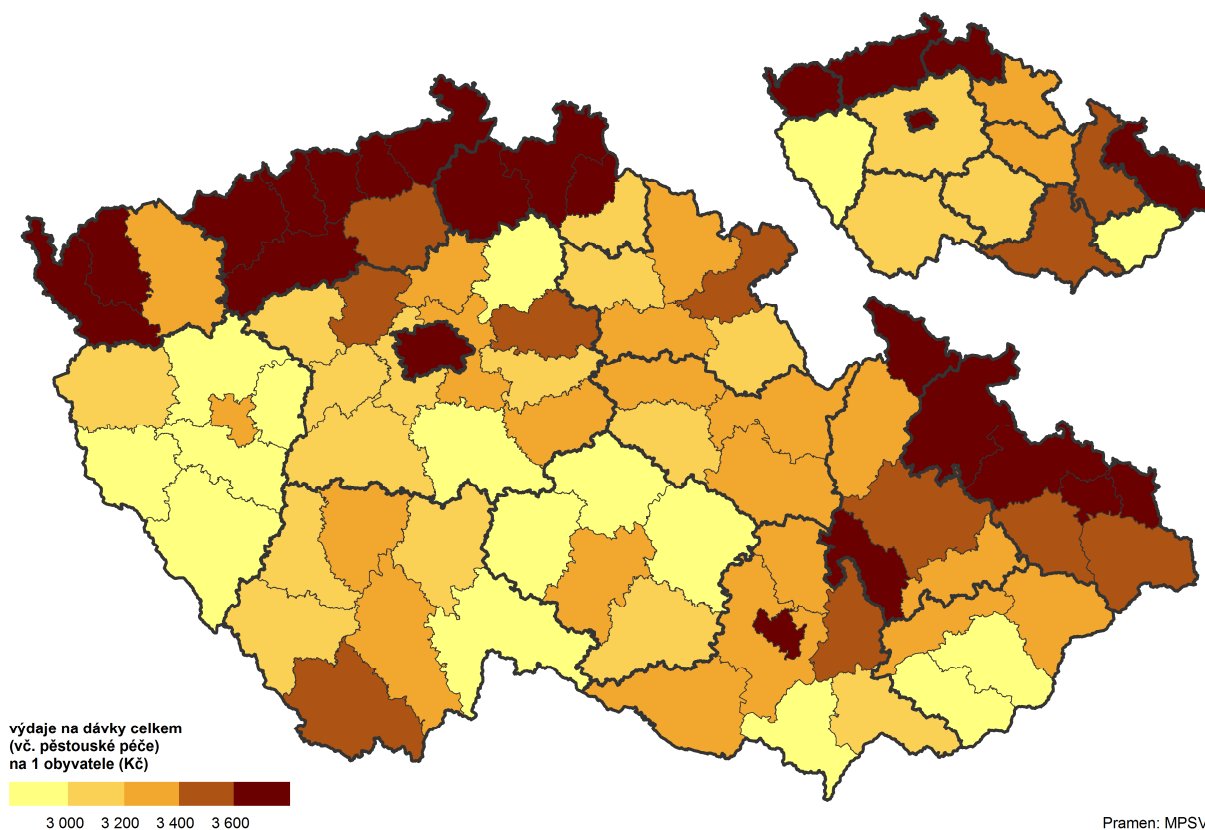 výdaje na dávky celkem
(vč. pěstouské péče)
na 1 obyvatele (Kč)
3 000 3 200 3 400 3 600
Pramen: MPSV